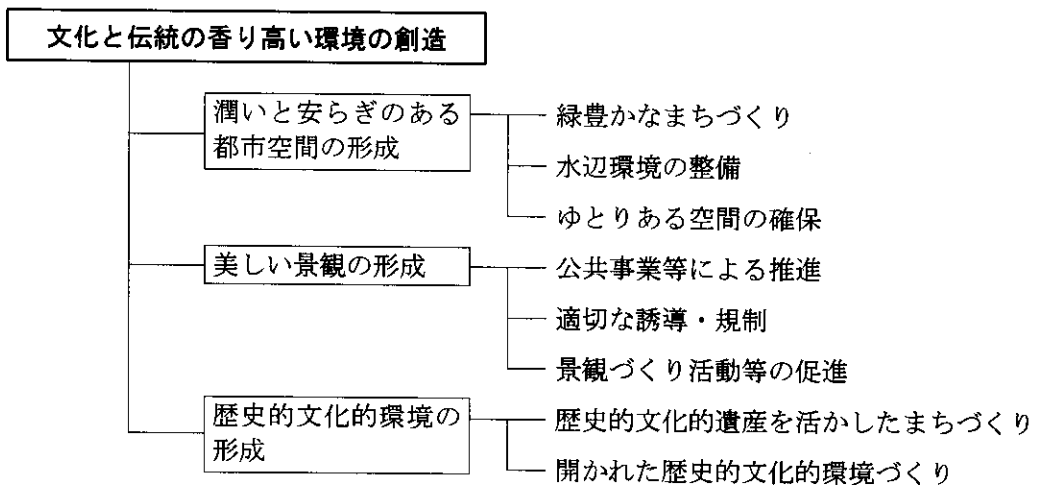 文化と伝統の香り高い環境の創造
潤いと安らぎのある
都市空間の形成
緑豊かなまちづくり
水辺環境の整備
ゆとりある空間の確保
美しい景観の形成
公共事業等による推進
適切な誘導・規制
景観づくり活動等の促進
歴史的文化的環境の
形成
歴史的文化的遺産を活かしたまちづくり
開かれた歴史的文化的環境づくり